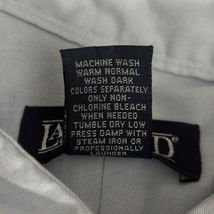 MACHINE WASH
WARM NORMAL
WASH DARK
COLORS SEPARATELY
ONLY NON-
CHLORINE BLEACH
WHEN NEEDED
TUMBLE DRY LOW
PRESS DAMP WITH
STEAM IRON OR
PROFESSIONALLY
LAUNDER